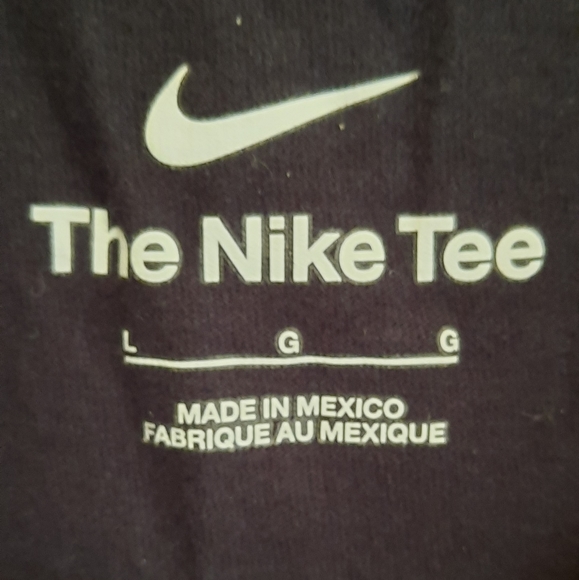 The Nike Tee
L G G
MADE IN MEXICO
FABRIQUE AU MEXIQUE